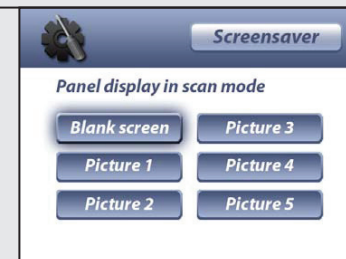 Screensaver
Panel display in scan mode
Blank screen
Picture 3
Picture 1
Picture 4
Picture 2
Picture 5